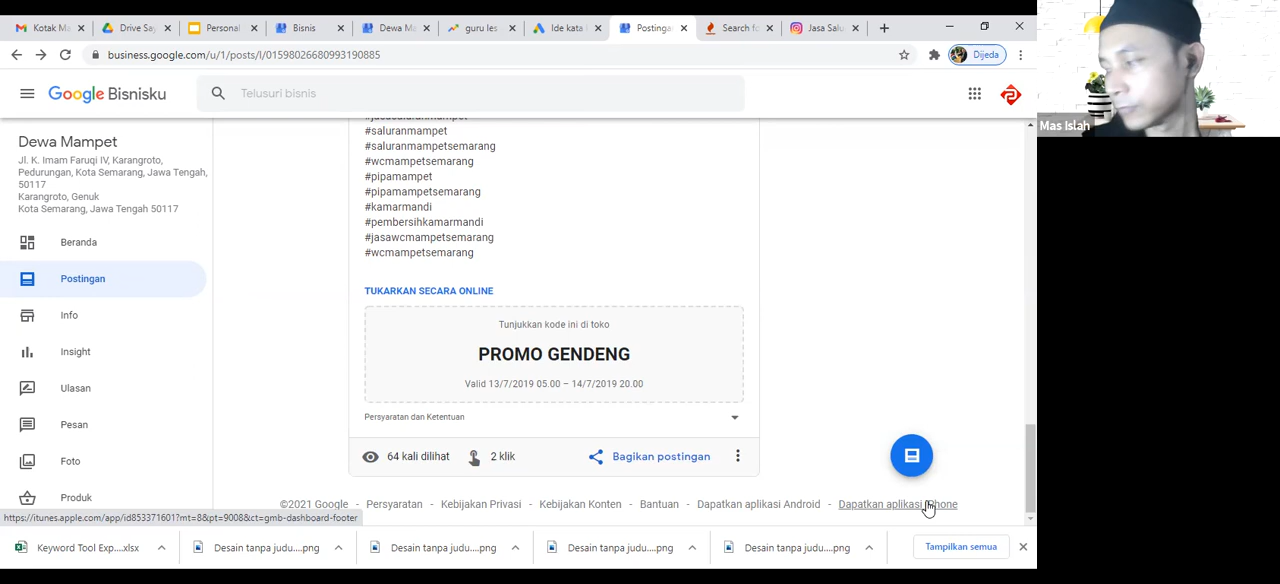 Kotak Ma
Drive Say
Personal
Bisnis
Dewa Ma
guru les
Ide kata k
Postinga
Search fo
Jasa Salu
business.google.com/u/1/posts/l/01598026680993190885
Dijeda
Google Bisnisku
Telusuri bisnis
Mas Islah
Dewa Mampet
Jl. K. Imam Faruqi IV, Karangroto,
Pedurungan, Kota Semarang, Jawa Tengah,
50117
Karangroto, Genuk
Kota Semarang, Jawa Tengah 50117
Beranda
Postingan
Info
Insight
Ulasan
Pesan
Foto
Produk
#jasasaluranmampet
#saluranmampet
#saluranmampetsemarang
#wcmampetsemarang
#pipamampet
#pipamampetsemarang
#kamarmandi
#pembersihkamarmandi
#jasawcmampetsemarang
#wcmampetsemarang
TUKARKAN SECARA ONLINE
Tunjukkan kode ini di toko
PROMO GENDENG
Valid 13/7/2019 05.00 – 14/7/2019 20.00
Persyaratan dan Ketentuan
64 kali dilihat 2 klik Bagikan postingan
©2021 Google - Persyaratan - Kebijakan Privasi - Kebijakan Konten - Bantuan - Dapatkan aplikasi Android - Dapatkan aplikasi iPhone
https://itunes.apple.com/app/id853371601?mt=8&pt=9008&ct=gmb-dashboard-footer
Keyword Tool Exp....xlsx
Desain tanpa judu....png
Desain tanpa judu....png
Desain tanpa judu....png
Desain tanpa judu....png
Tampilkan semua